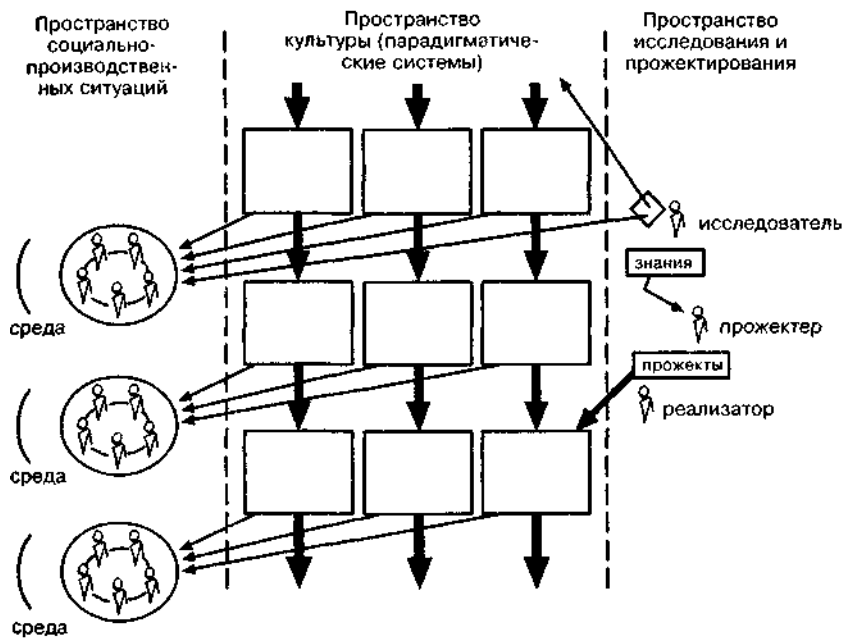 Пространство
социально-
производствен-
ных ситуаций
Пространство
культуры (парадигматиче-
ские системы)
Пространство
исследования и
прожектирования
исследователь
знания
прожектер
прожекты
реализатор
среда
среда
среда